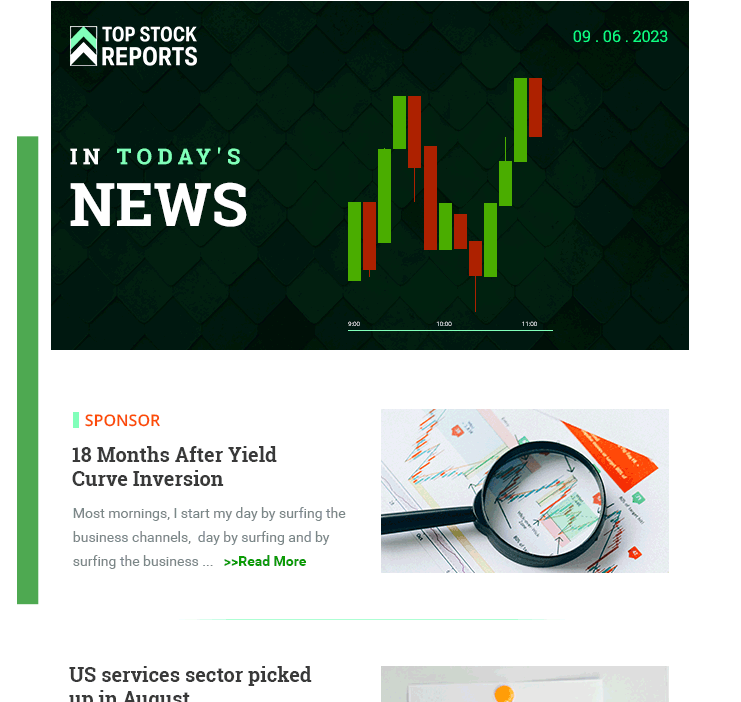 TOP STOCK
REPORTS
09 . 06 . 2023
IN TODAY'S
NEWS
9:00 10:00 11:00
SPONSOR
18 Months After Yield
Curve Inversion
Most mornings, I start my day by surfing the
business channels, day by surfing and by
surfing the business ... >>Read More
US services sector picked
up in August